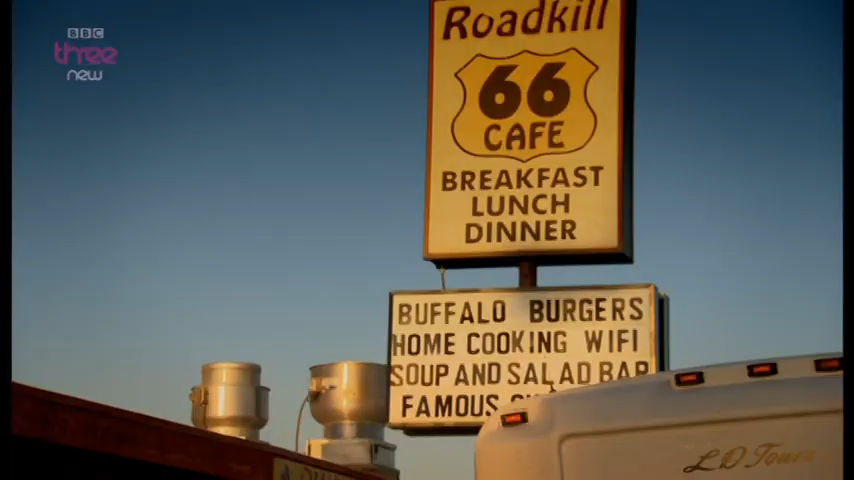 BBC
three
new
Roadkill
66
CAFE
BREAKFAST
LUNCH
DINNER
BUFFALO BURGERS
HOME COOKING WIFI
SOUP AND SALAD BAR
FAMOUS
LD Tours